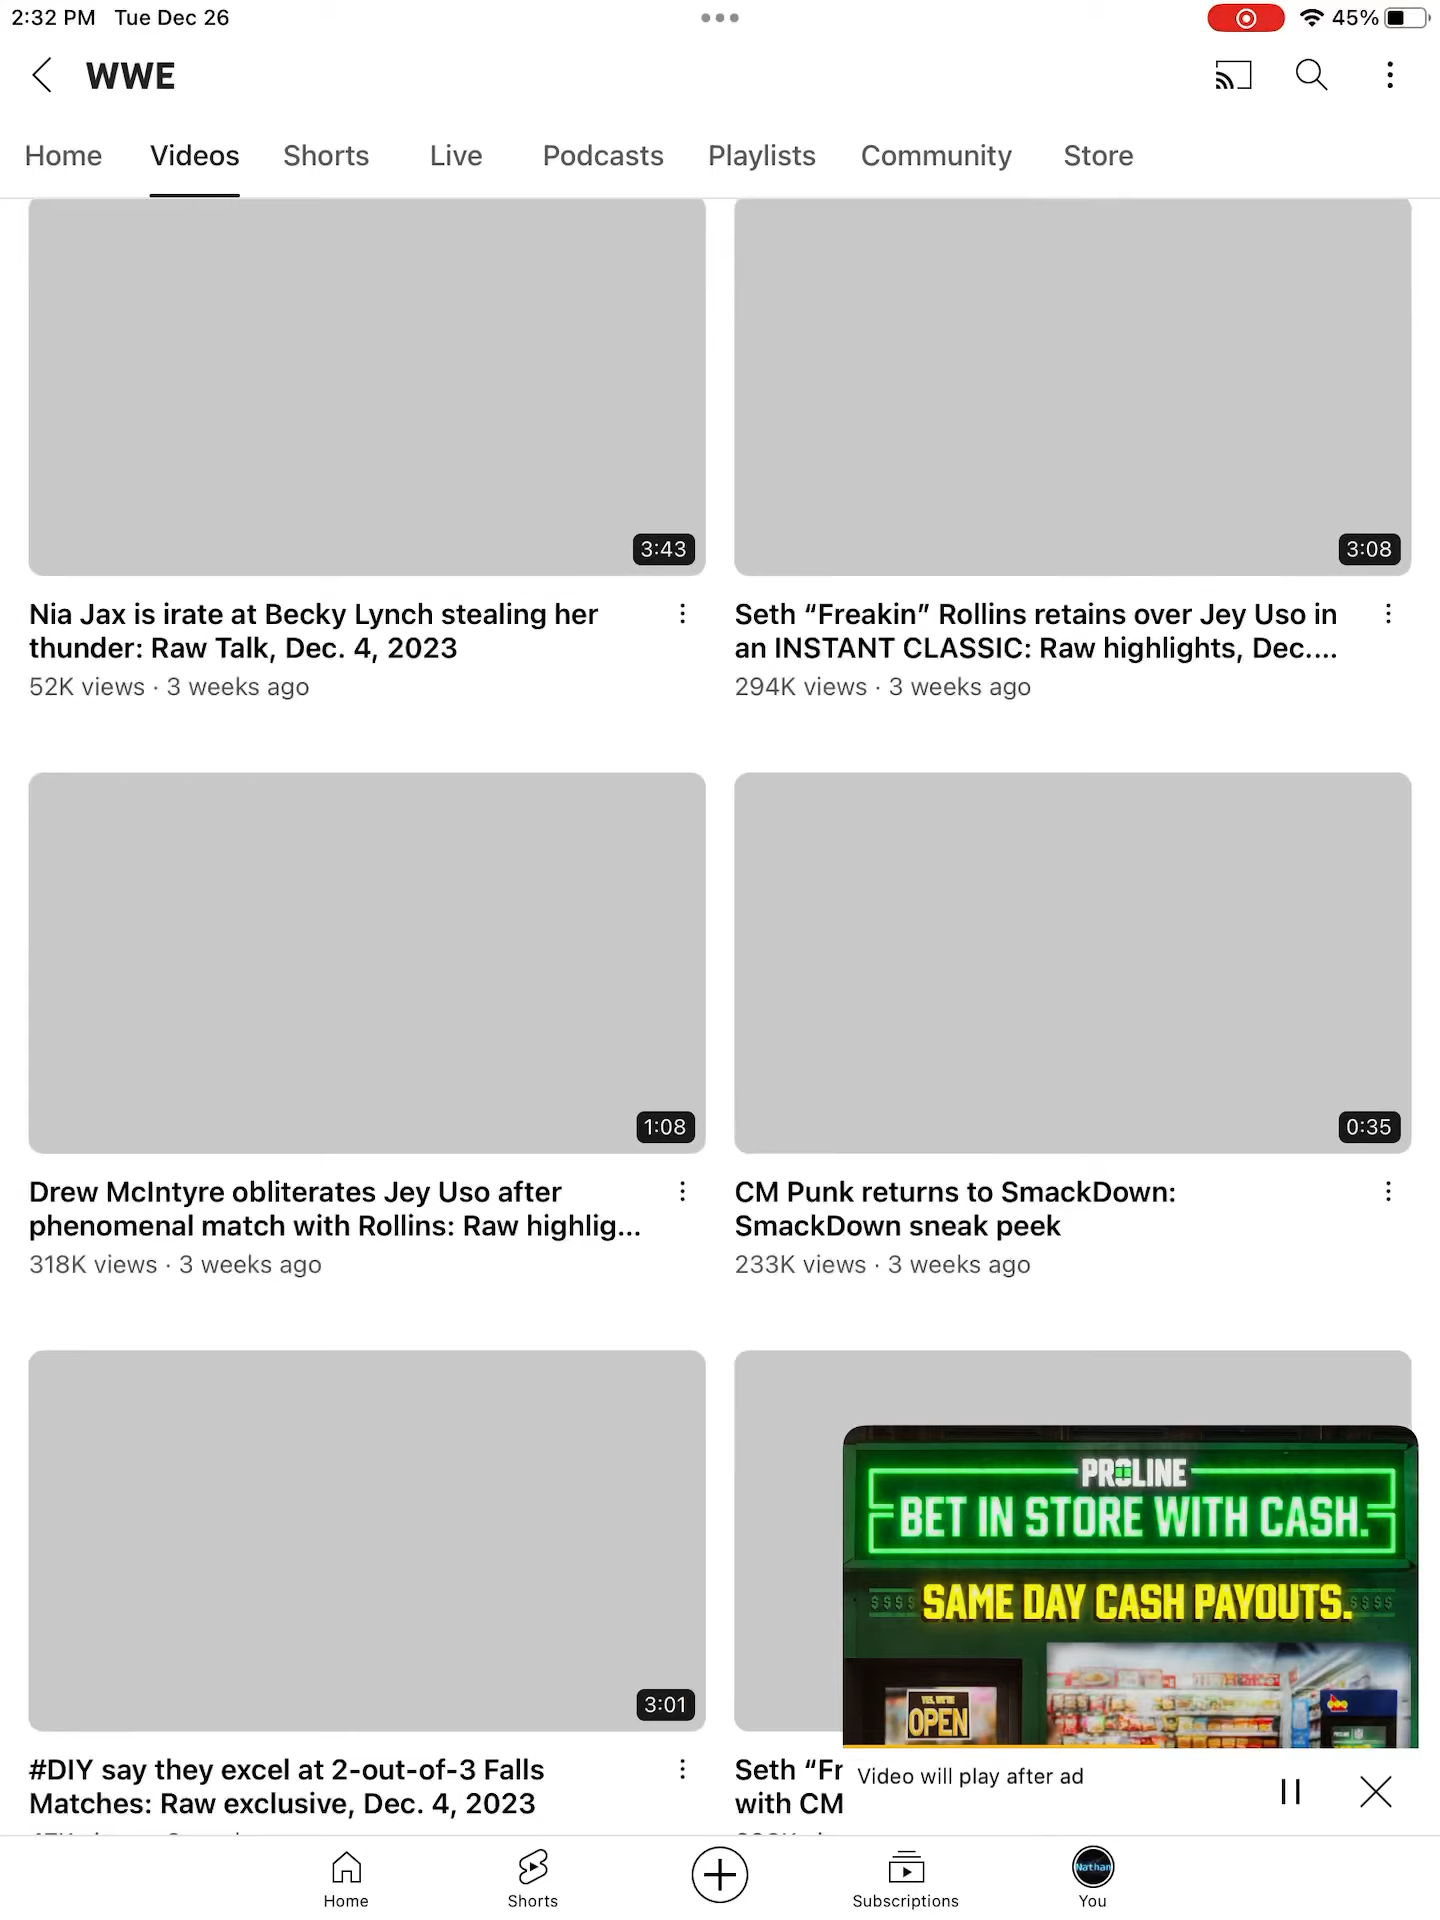 2:32 PM Tue Dec 26
45%
WWE
Home Videos Shorts Live Podcasts Playlists Community Store
3:43
3:08
Nia Jax is irate at Becky Lynch stealing her
thunder: Raw Talk, Dec. 4, 2023
52K views · 3 weeks ago
Seth “Freakin” Rollins retains over Jey Uso in
an INSTANT CLASSIC: Raw highlights, Dec....
294K views · 3 weeks ago
1:08
0:35
Drew McIntyre obliterates Jey Uso after
phenomenal match with Rollins: Raw highlig...
318K views · 3 weeks ago
CM Punk returns to SmackDown:
SmackDown sneak peek
233K views · 3 weeks ago
3:01
#DIY say they excel at 2-out-of-3 Falls
Matches: Raw exclusive, Dec. 4, 2023
Seth “Fr
with CM
PROLINE
BET IN STORE WITH CASH.
$$$$ SAME DAY CASH PAYOUTS. $$$$
YES, WE'RE
OPEN
Video will play after ad
Home
Shorts
Subscriptions
Nathan
You